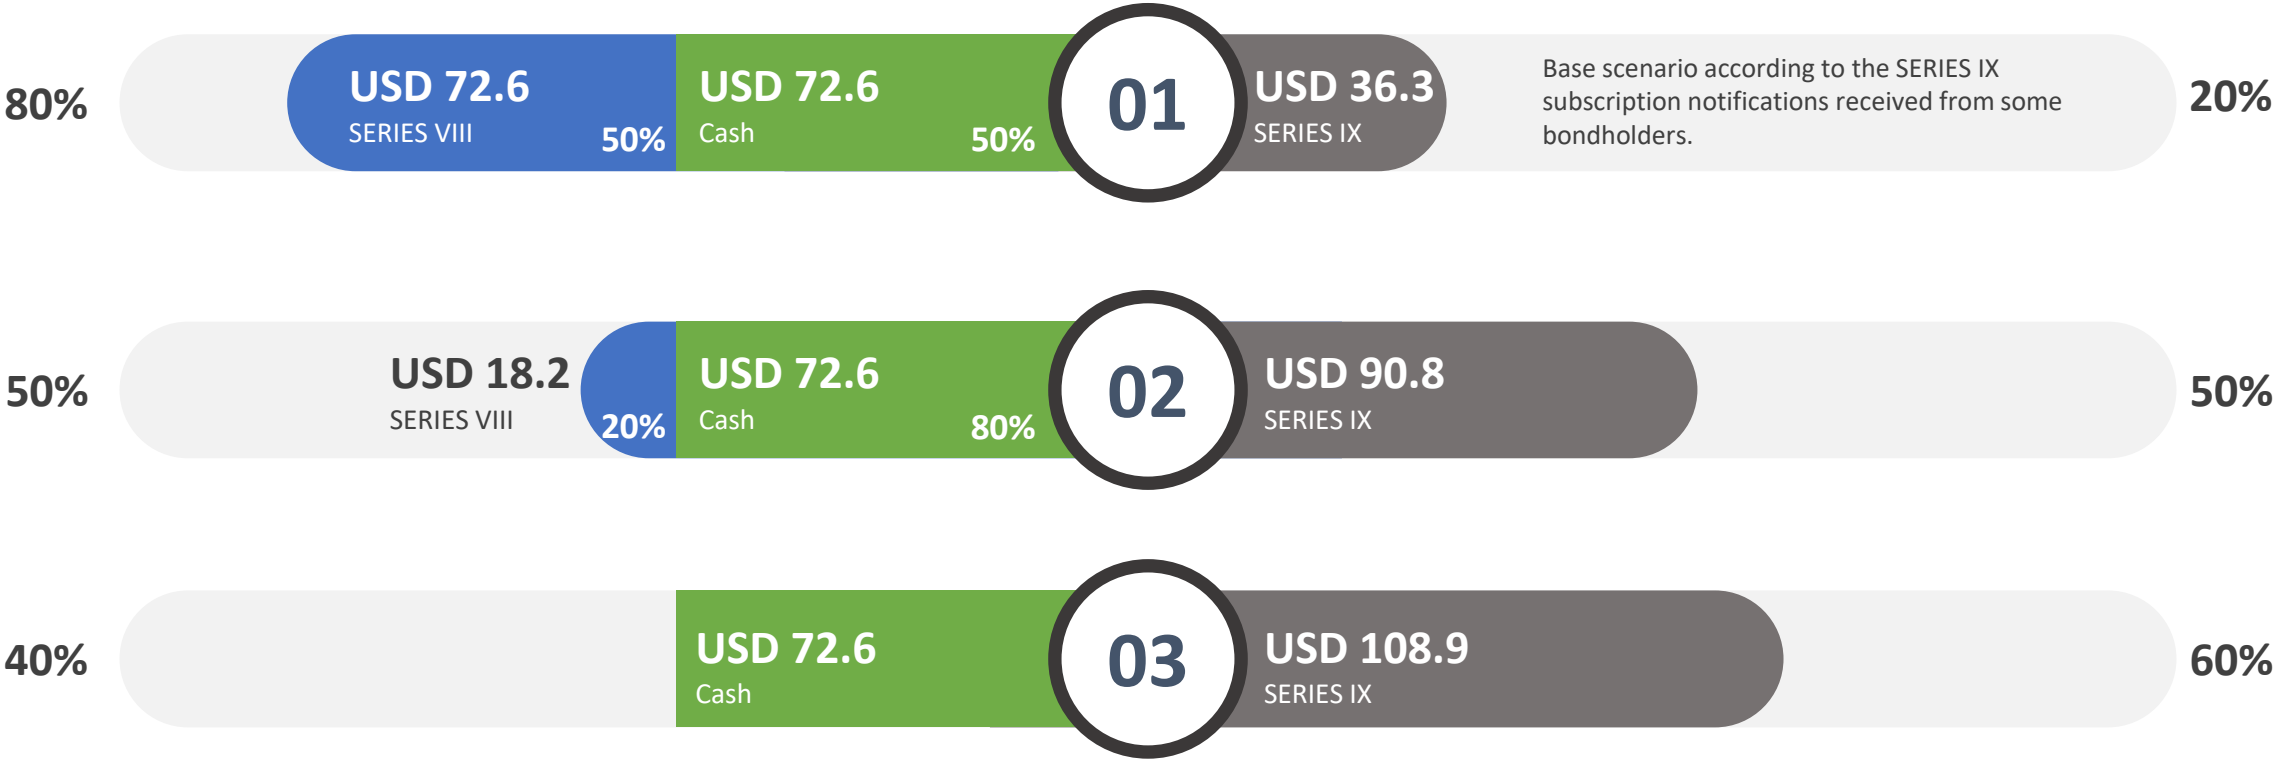 80%
USD 72.6
SERIES VIII
50%
USD 72.6
Cash
50%
01
USD 36.3
SERIES IX
Base scenario according to the SERIES IX
subscription notifications received from some
bondholders.
20%
50%
USD 18.2
SERIES VIII
20%
USD 72.6
Cash
80%
02
USD 90.8
SERIES IX
50%
40%
USD 72.6
Cash
03
USD 108.9
SERIES IX
60%